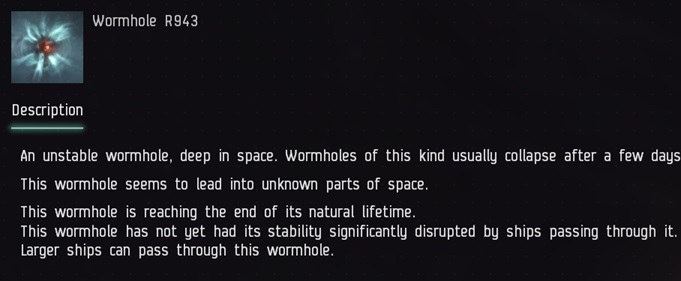 Wormhole R943
Description
An unstable wormhole, deep in space. Wormholes of this kind usually collapse after a few days
This wormhole seems to lead into unknown parts of space.
This wormhole is reaching the end of its natural lifetime.
This wormhole has not yet had its stability significantly disrupted by ships passing through it.
Larger ships can pass through this wormhole.